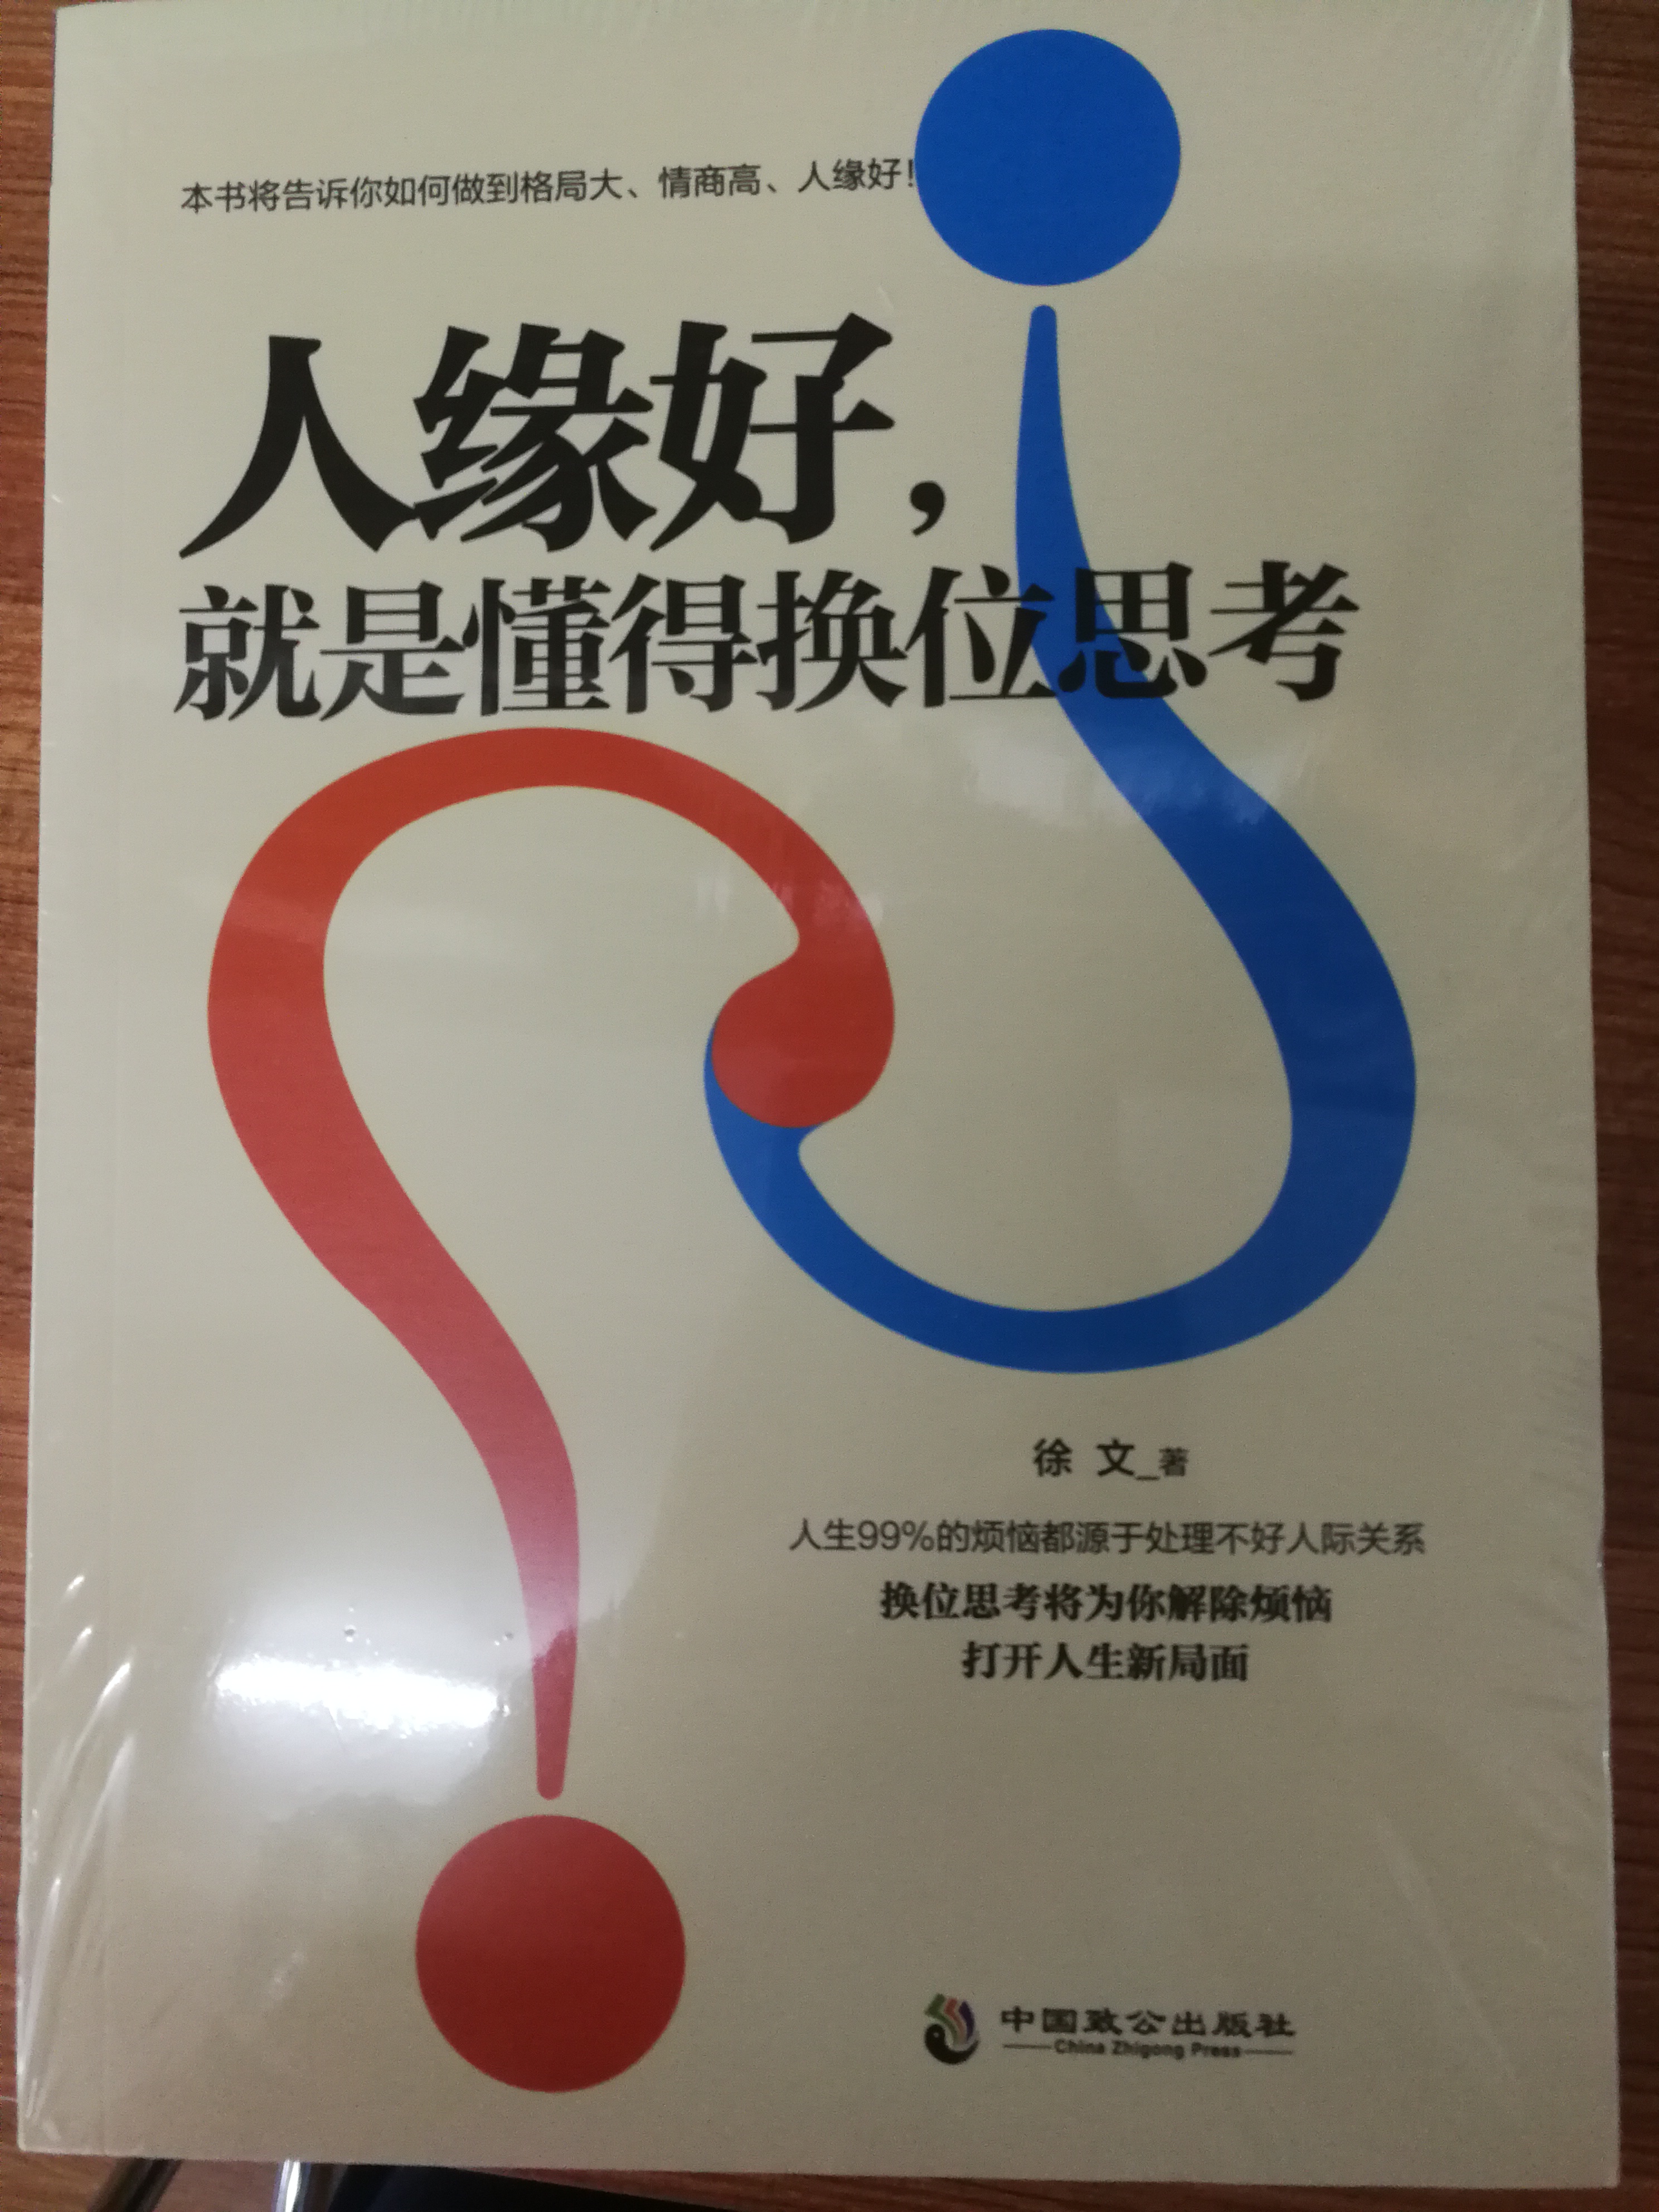 本书将告诉你如何做到格局大、情商高、人缘好！
人缘好，
就是懂得换位思考
徐 文_著
人生99%的烦恼都源于处理不好人际关系
换位思考将为你解除烦恼
打开人生新局面
中国致公出版社
China Zhigong Press